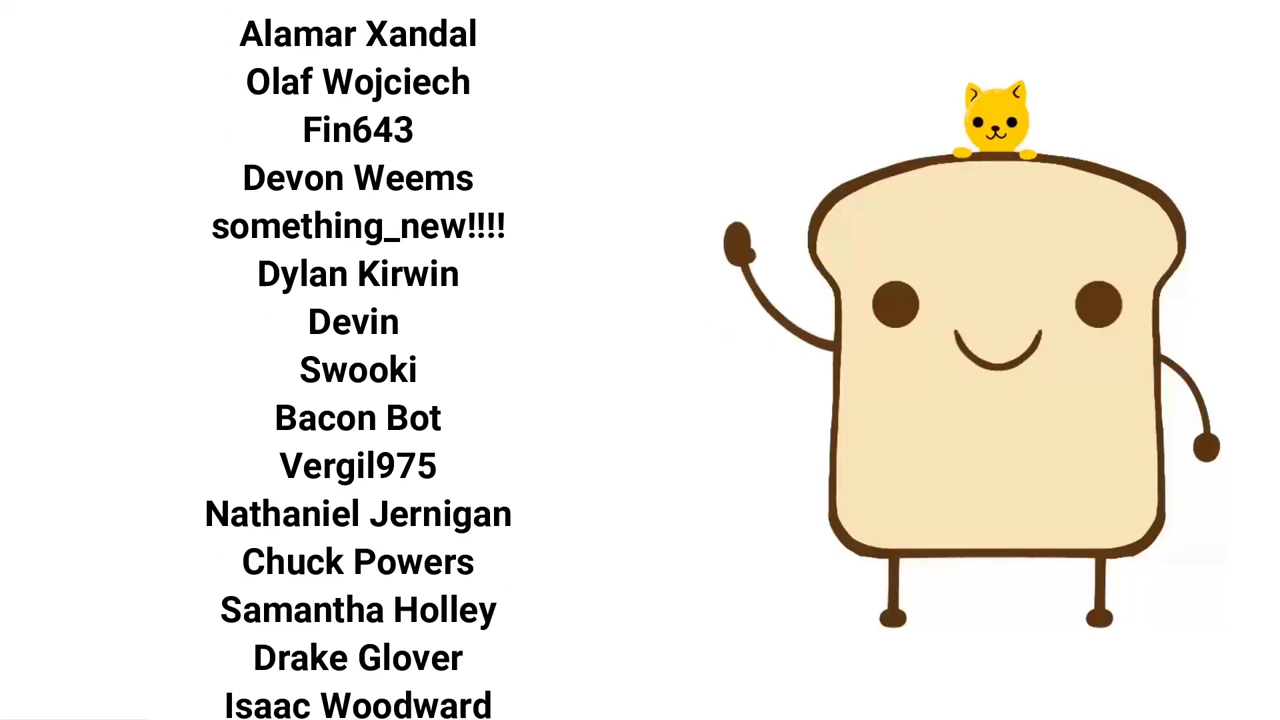 Alamar Xandal
Olaf Wojciech
Fin643
Devon Weems
something_new!!!!
Dylan Kirwin
Devin
Swooki
Bacon Bot
Vergil975
Nathaniel Jernigan
Chuck Powers
Samantha Holley
Drake Glover
Isaac Woodward